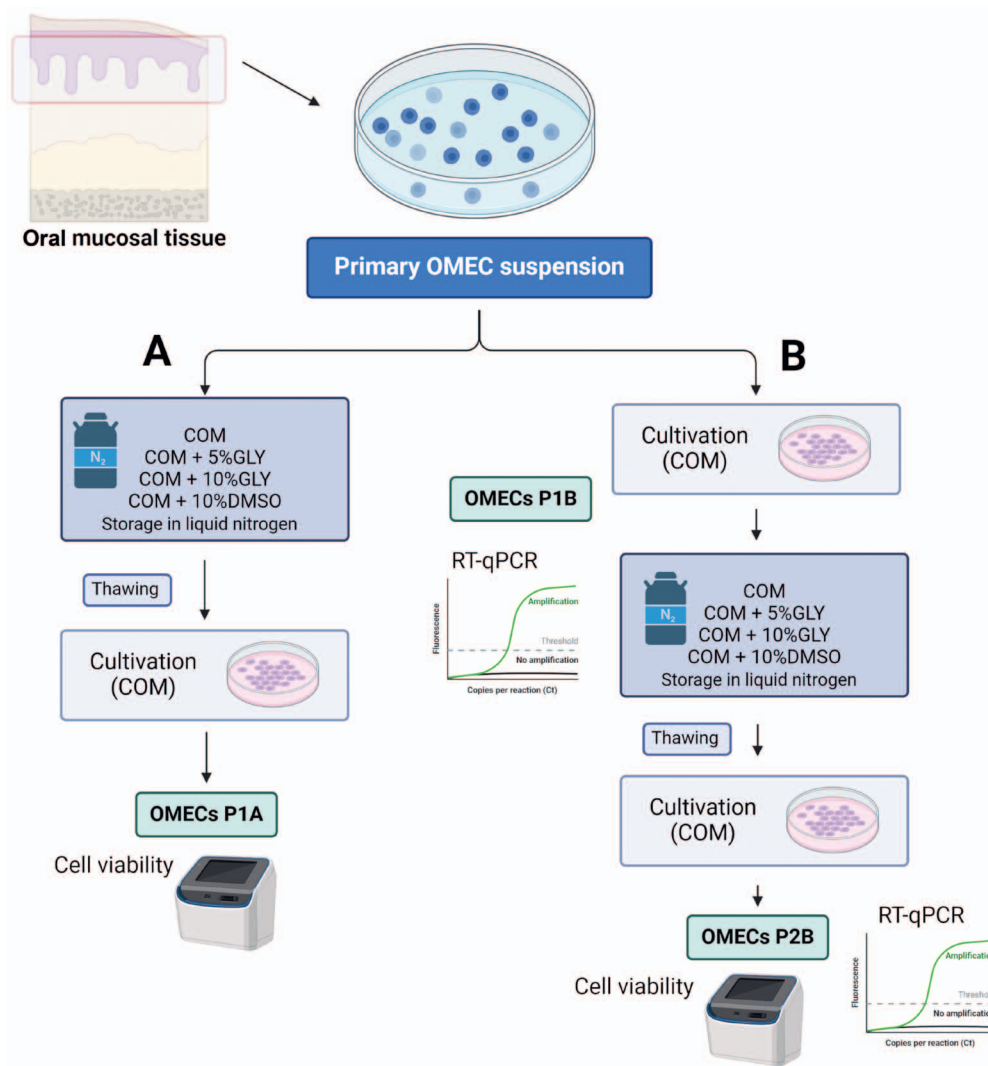 Oral mucosal tissue
Primary OMEC suspension
A
N2
COM
COM + 5%GLY
COM + 10%GLY
COM + 10%DMSO
Storage in liquid nitrogen
Thawing
Cultivation
(COM)
OMECs P1A
Cell viability
B
Cultivation
(COM)
OMECs P1B
RT-qPCR
Fluorescence
Amplification
Threshold
No amplification
Copies per reaction (Ct)
N2
COM
COM + 5%GLY
COM + 10%GLY
COM + 10%DMSO
Storage in liquid nitrogen
Thawing
Cultivation
(COM)
OMECs P2B
Cell viability
RT-qPCR
Fluorescence
Amplificatio
Thresho
No amplificatio
Copies per reaction (Ct)